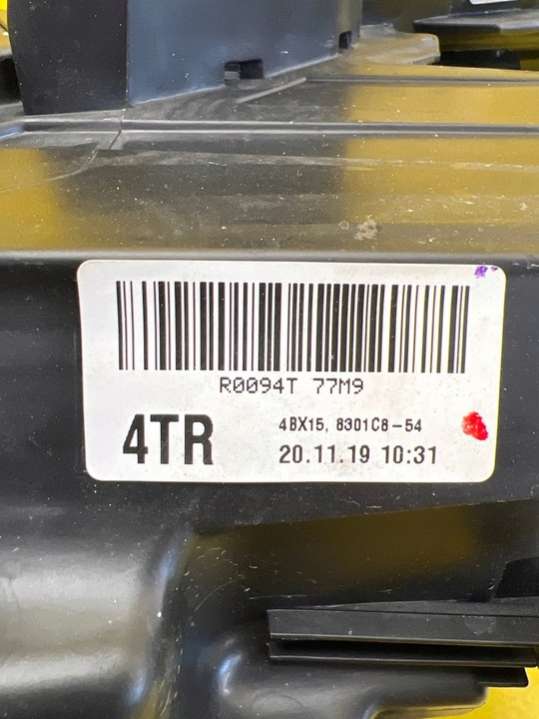 R0094T 77M9
4TR
4BX15, 8301C8-54
20.11.19 10:31